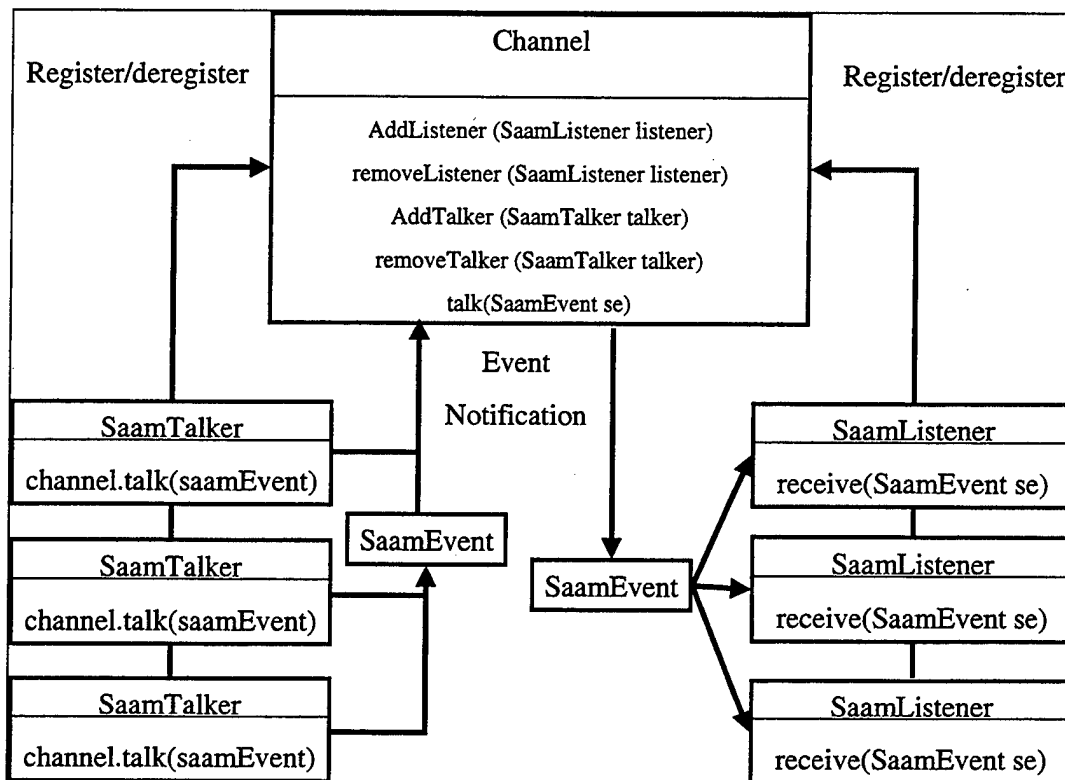 Channel
Register/deregister
Register/deregister
AddListener (SaamListener listener)
removeListener (SaamListener listener)
AddTalker (SaamTalker talker)
removeTalker (SaamTalker talker)
talk(SaamEvent se)
Event
Notification
SaamTalker
channel.talk(saamEvent)
SaamEvent
SaamTalker
channel.talk(saamEvent)
SaamTalker
channel.talk(saamEvent)
SaamEvent
SaamListener
receive(SaamEvent se)
SaamListener
receive(SaamEvent se)
SaamListener
receive(SaamEvent se)